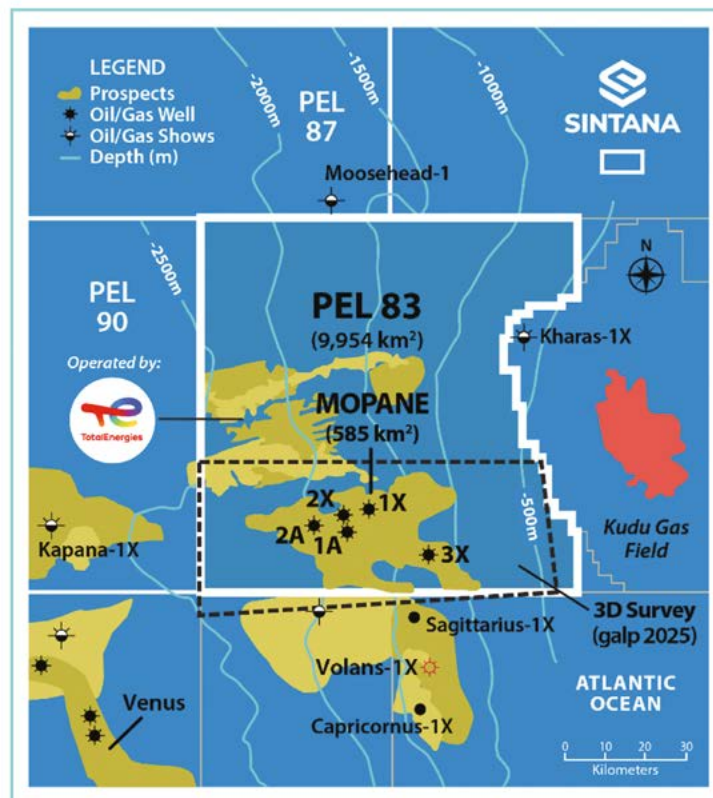 LEGEND
Prospects
Oil/Gas Well
Oil/Gas Shows
Depth (m)
-2000m
-1500m
-1000m
PEL
87
SINTANA
Moosehead-1
-2500m
PEL
90
Operated by:
TotalEnergies
PEL 83
(9,954 km²)
N
Kharas-1X
MOPANE
(585 km²)
2X
1X
2A
1A
3X
-500m
Kudu Gas
Field
Kapana-1X
3D Survey
(galp 2025)
Sagittarius-1X
Volans-1X
Capricornus-1X
Venus
ATLANTIC
OCEAN
0 10 20 30
Kilometers